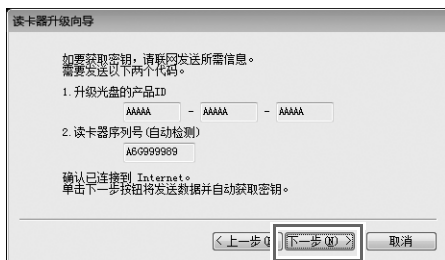 读卡器升级向导
如要获取密钥，请联网发送所需信息。
需要发送以下两个代码。
1. 升级光盘的产品ID
AAAAA - AAAAA - AAAAA
2. 读卡器序列号(自动检测)
A6G999989
确认已连接到 Internet。
单击下一步按钮将发送数据并自动获取密钥。
<上一步( 下一步(N) > 取消